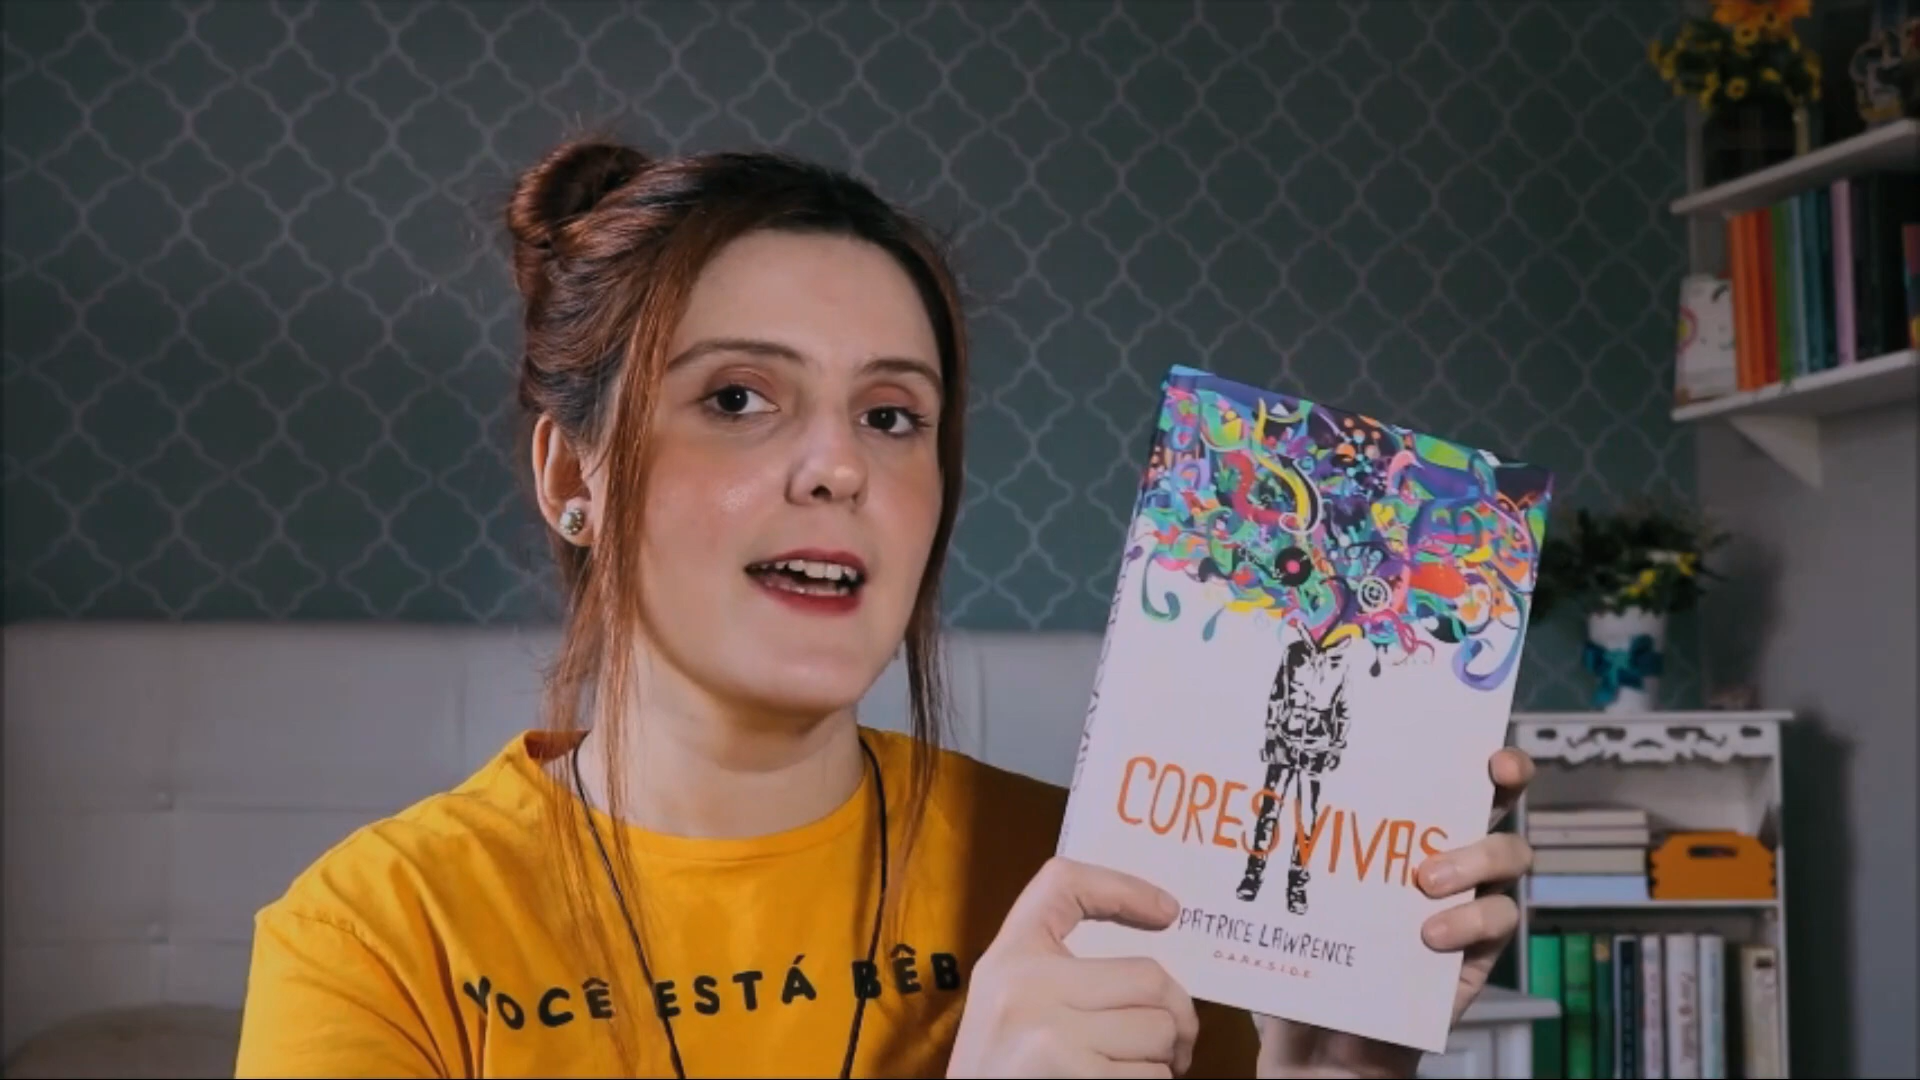 CORES VIVAS
PATRICE LAWRENCE
DARKSIDE
VOCÊ ESTÁ BÊB